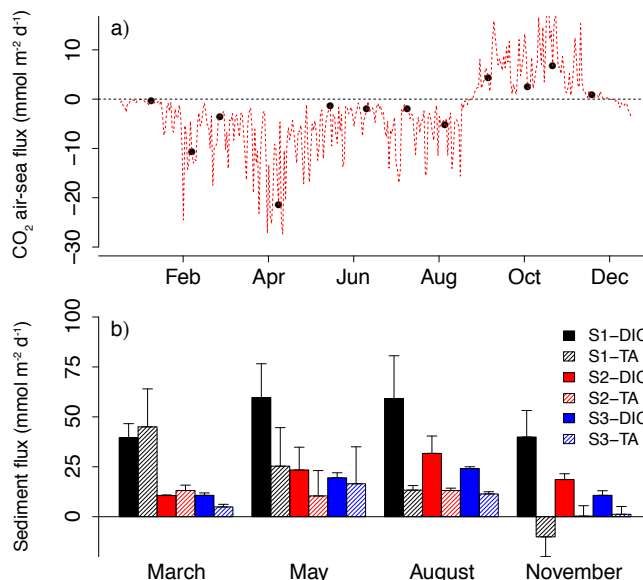 a)
CO2 air-sea flux (mmol m-2 d-1)
10
0
−10
−20
−30
Feb Apr Jun Aug Oct Dec
b)
Sediment flux (mmol m-2 d-1)
100
75
50
25
0
S1−DIC
S1−TA
S2−DIC
S2−TA
S3−DIC
S3−TA
March May August November